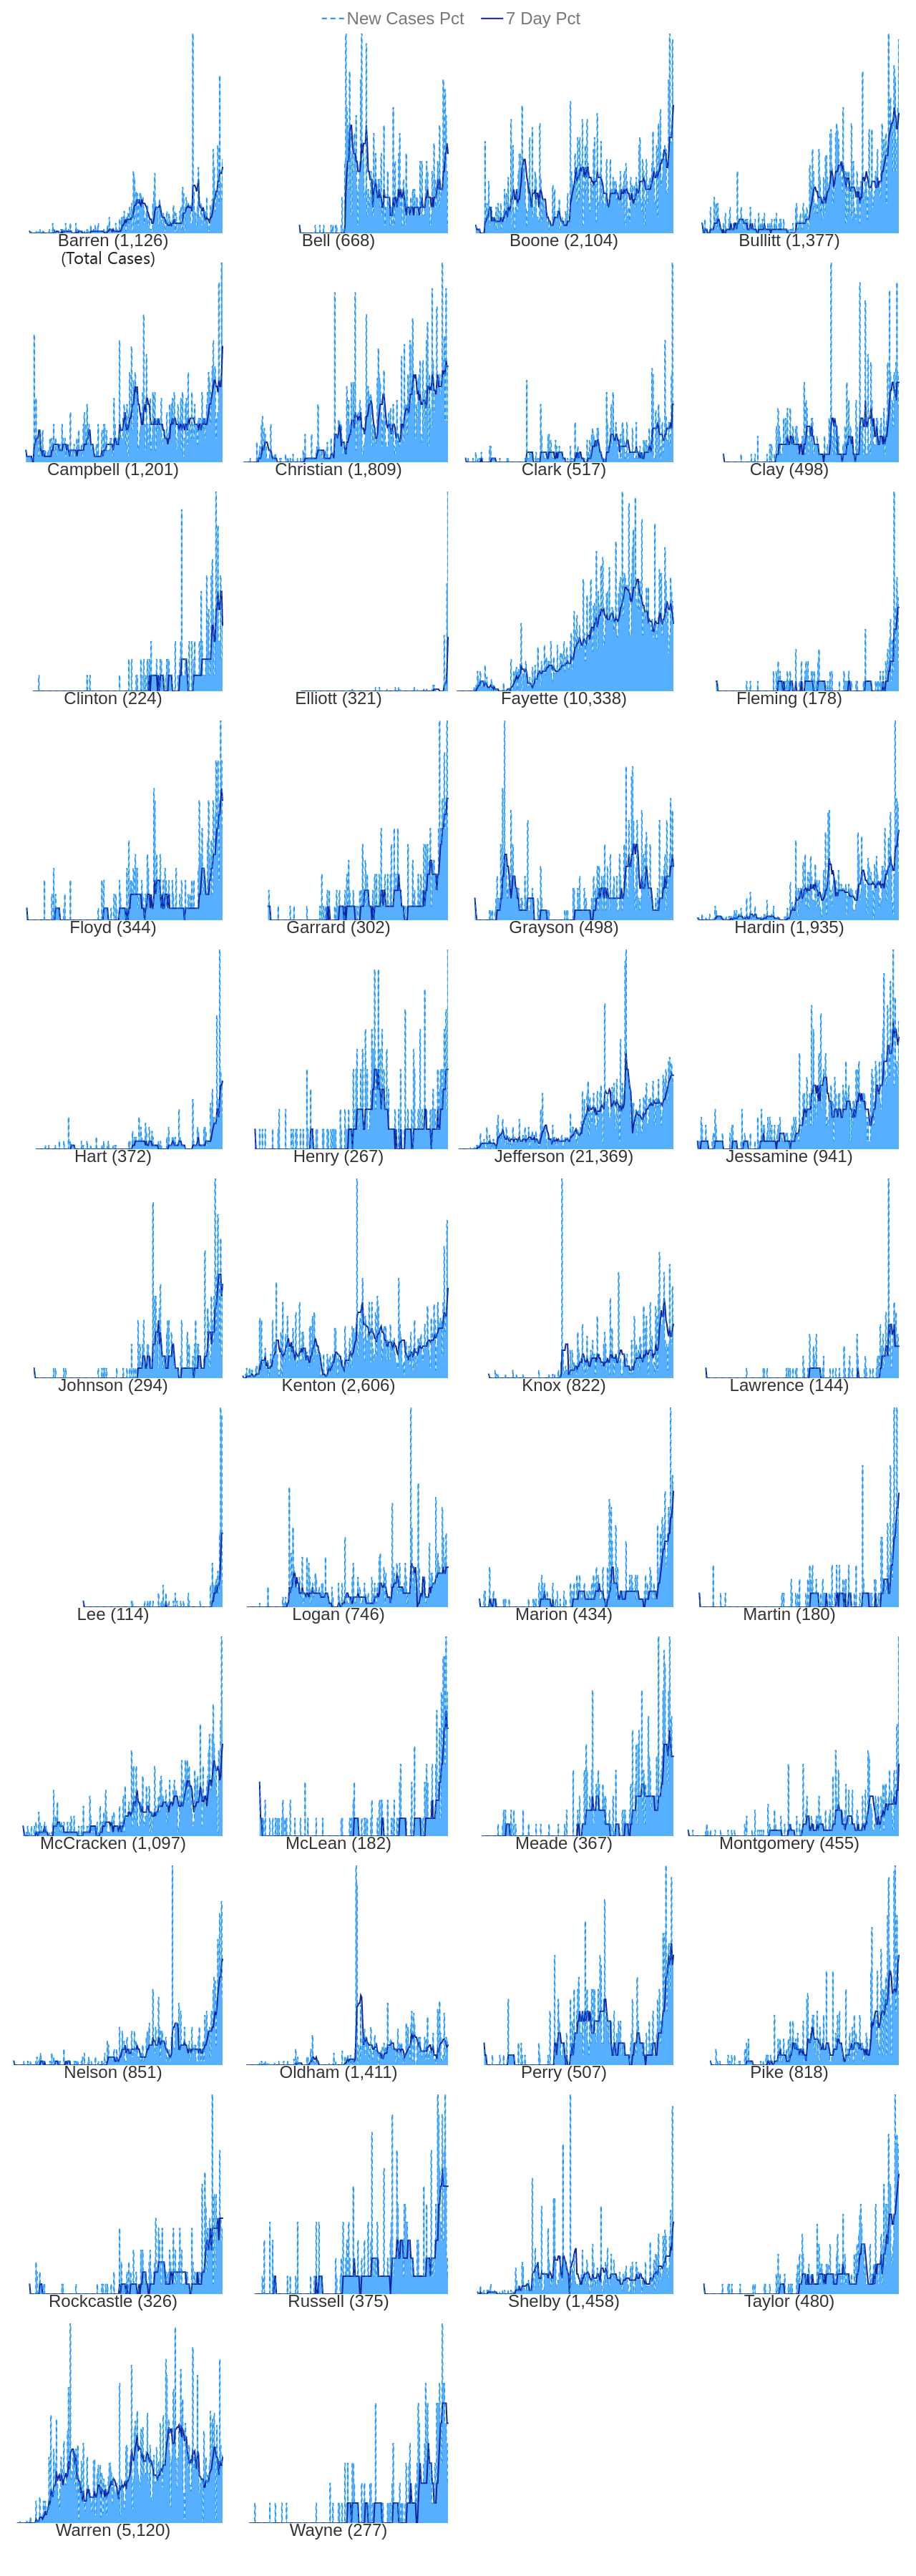 New Cases Pct 7 Day Pct
Barren (1,126) Bell (668) Boone (2,104) Bullitt (1,377)
(Total Cases)
Campbell (1,201) Christian (1,809) Clark (517) Clay (498)
Clinton (224) Elliott (321) Fayette (10,338) Fleming (178)
Floyd (344) Garrard (302) Grayson (498) Hardin (1,935)
Hart (372) Henry (267) Jefferson (21,369) Jessamine (941)
Johnson (294) Kenton (2,606) Knox (822) Lawrence (144)
Lee (114) Logan (746) Marion (434) Martin (180)
McCracken (1,097) McLean (182) Meade (367) Montgomery (455)
Nelson (851) Oldham (1,411) Perry (507) Pike (818)
Rockcastle (326) Russell (375) Shelby (1,458) Taylor (480)
Warren (5,120) Wayne (277)